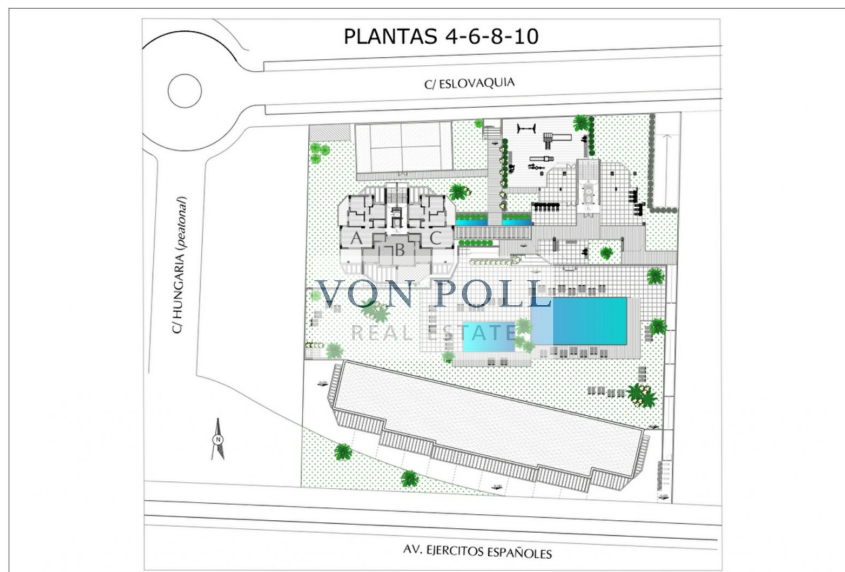 PLANTAS 4-6-8-10
C/ ESLOVAQUIA
C/ HUNGARIA (peatonal)
A
B
C
VON POLL
REAL ESTATE
N
AV. EJERCITOS ESPAÑOLES